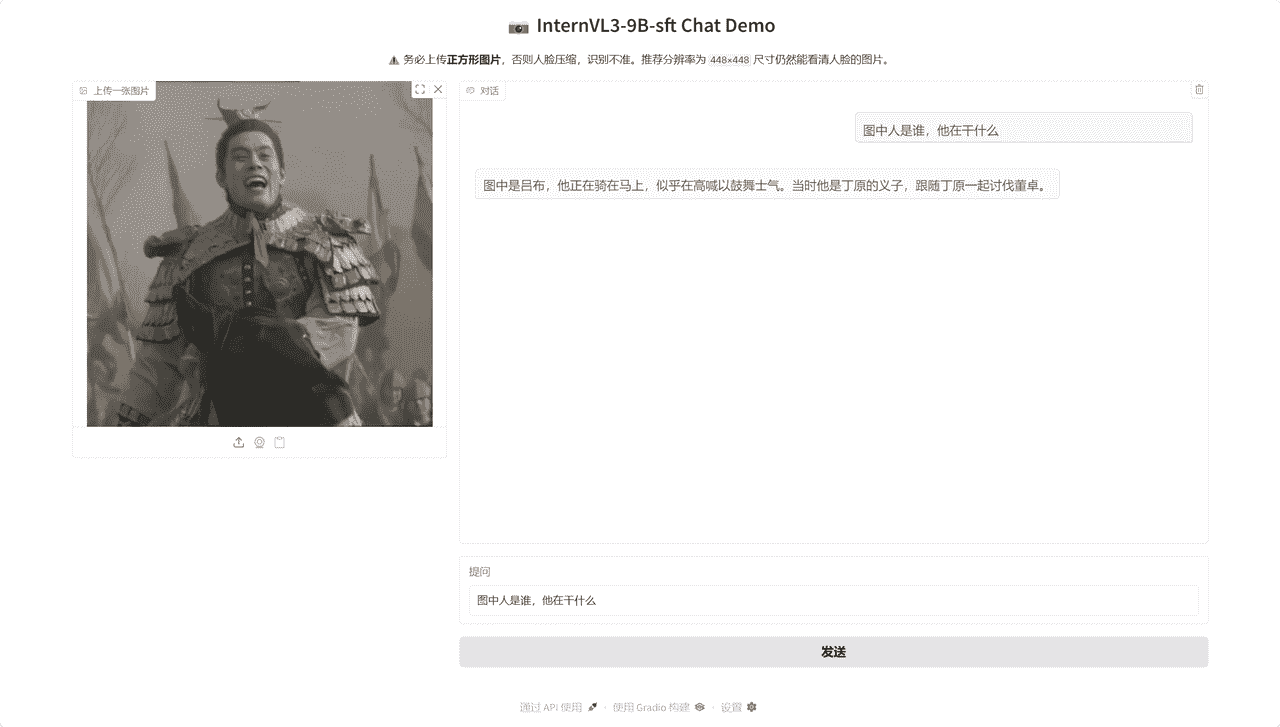 InternVL3-9B-sft Chat Demo
务必上传正方形图片，否则人脸压缩，识别不准。推荐分辨率为 448×448 尺寸仍然能看清人脸的图片。
上传一张图片
对话
图中人是谁，他在干什么
图中是吕布，他正在骑在马上，似乎在高喊以鼓舞士气。当时他是丁原的义子，跟随丁原一起讨伐董卓。
提问
图中人是谁，他在干什么
发送
通过 API 使用 · 使用 Gradio 构建 · 设置